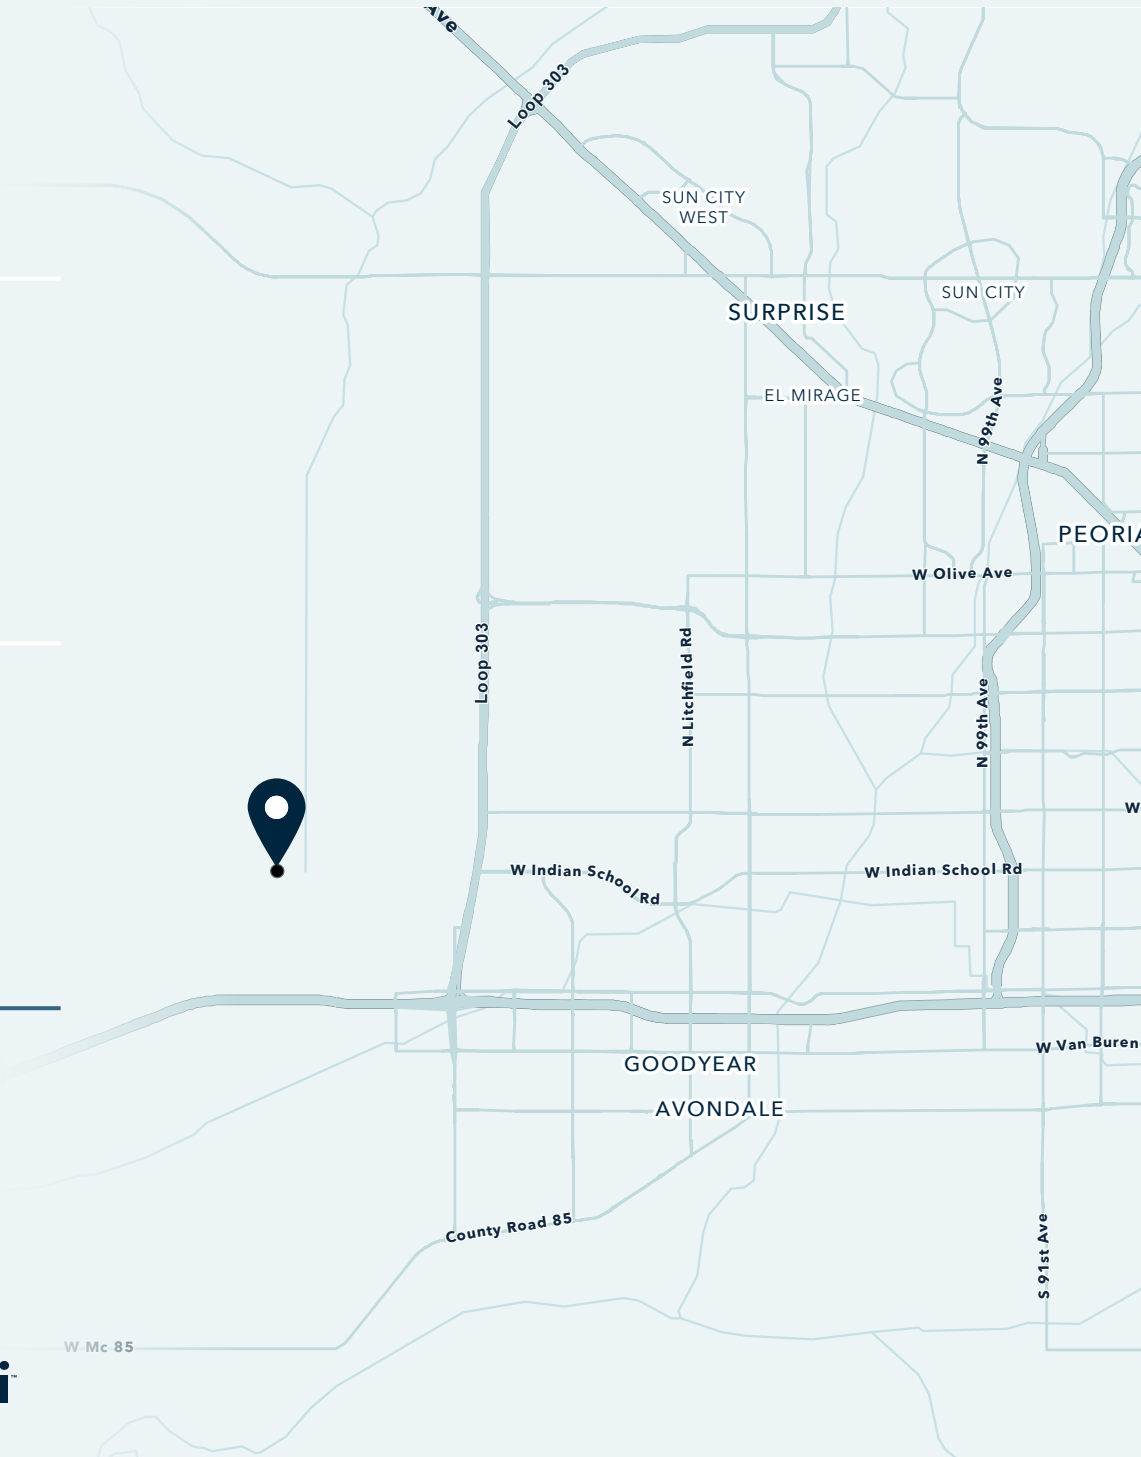 Ave
Loop 303
SUN CITY
WEST
SUN CITY
SURPRISE
EL MIRAGE
N 99th Ave
PEORIA
W Olive Ave
Loop 303
N Litchfield Rd
N 99th Ave
W
W Indian School Rd
W Indian School Rd
W Van Buren
GOODYEAR
AVONDALE
County Road 85
S 91st Ave
W Mc 85
i™